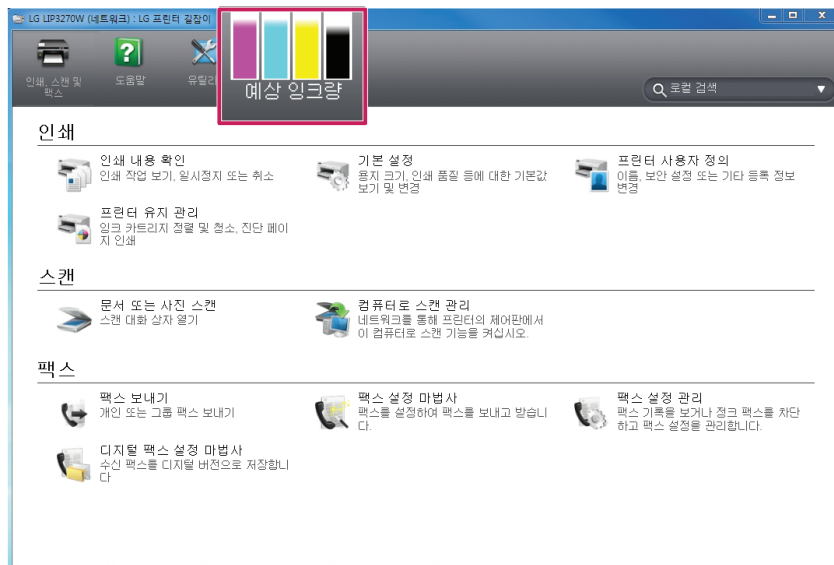 LG LIP3270W (네트워크) : LG 프린터 길잡이
인쇄, 스캔 및
팩스
도움말
유틸리
예상 잉크량
로컬 검색
인쇄
인쇄 내용 확인
인쇄 작업 보기, 일시정지 또는 취소
기본 설정
용지 크기, 인쇄 품질 등에 대한 기본값
보기 및 변경
프린터 사용자 정의
이름, 보안 설정 또는 기타 등록 정보
변경
프린터 유지 관리
잉크 카트리지 정렬 및 청소, 진단 페이
지 인쇄
스캔
문서 또는 사진 스캔
스캔 대화 상자 열기
컴퓨터로 스캔 관리
네트워크를 통해 프린터의 제어판에서
이 컴퓨터로 스캔 기능을 켜십시오.
팩스
팩스 보내기
개인 또는 그룹 팩스 보내기
팩스 설정 마법사
팩스를 설정하여 팩스를 보내고 받습니
다.
팩스 설정 관리
팩스 기록을 보거나 정크 팩스를 차단
하고 팩스 설정을 관리합니다.
디지털 팩스 설정 마법사
수신 팩스를 디지털 버전으로 저장합니
다